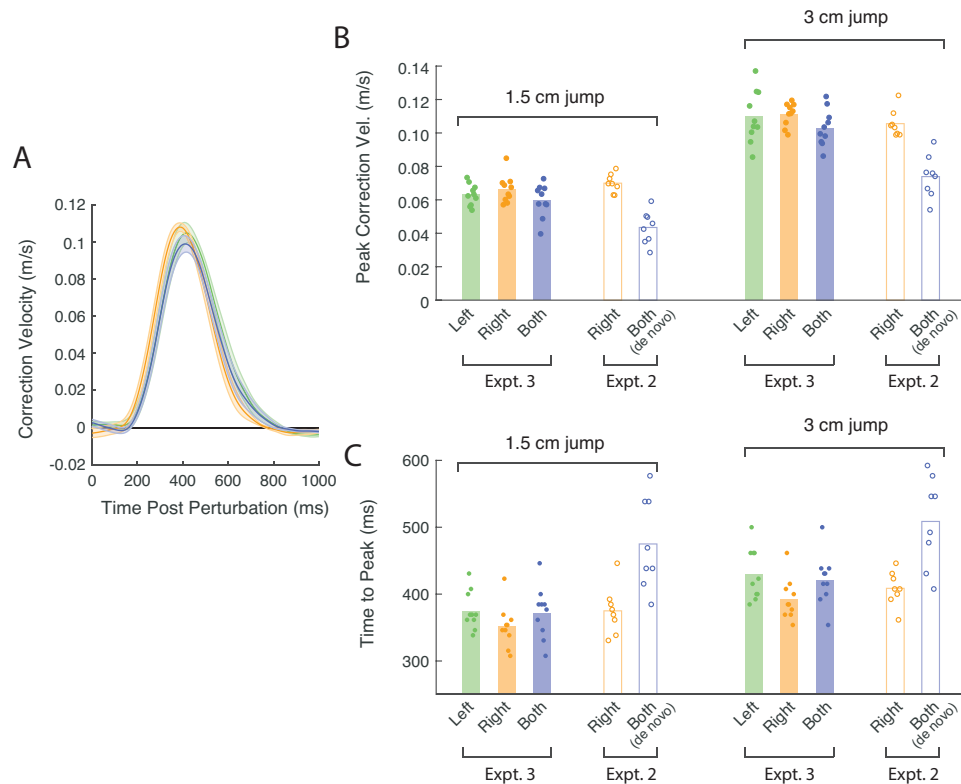 A
Correction Velocity (m/s)
0.12
0.1
0.08
0.06
0.04
0.02
0
-0.02
0 200 400 600 800 1000
Time Post Perturbation (ms)
B
3 cm jump
1.5 cm jump
Peak Correction Vel. (m/s)
0.14
0.12
0.10
0.08
0.06
0.04
0.02
0
Left Right Both Right Both (de novo) Left Right Both Right Both (de novo)
Expt. 3 Expt. 2 Expt. 3 Expt. 2
C
1.5 cm jump
3 cm jump
Time to Peak (ms)
600
500
400
300
Left Right Both Right Both (de novo) Left Right Both Right Both (de novo)
Expt. 3 Expt. 2 Expt. 3 Expt. 2